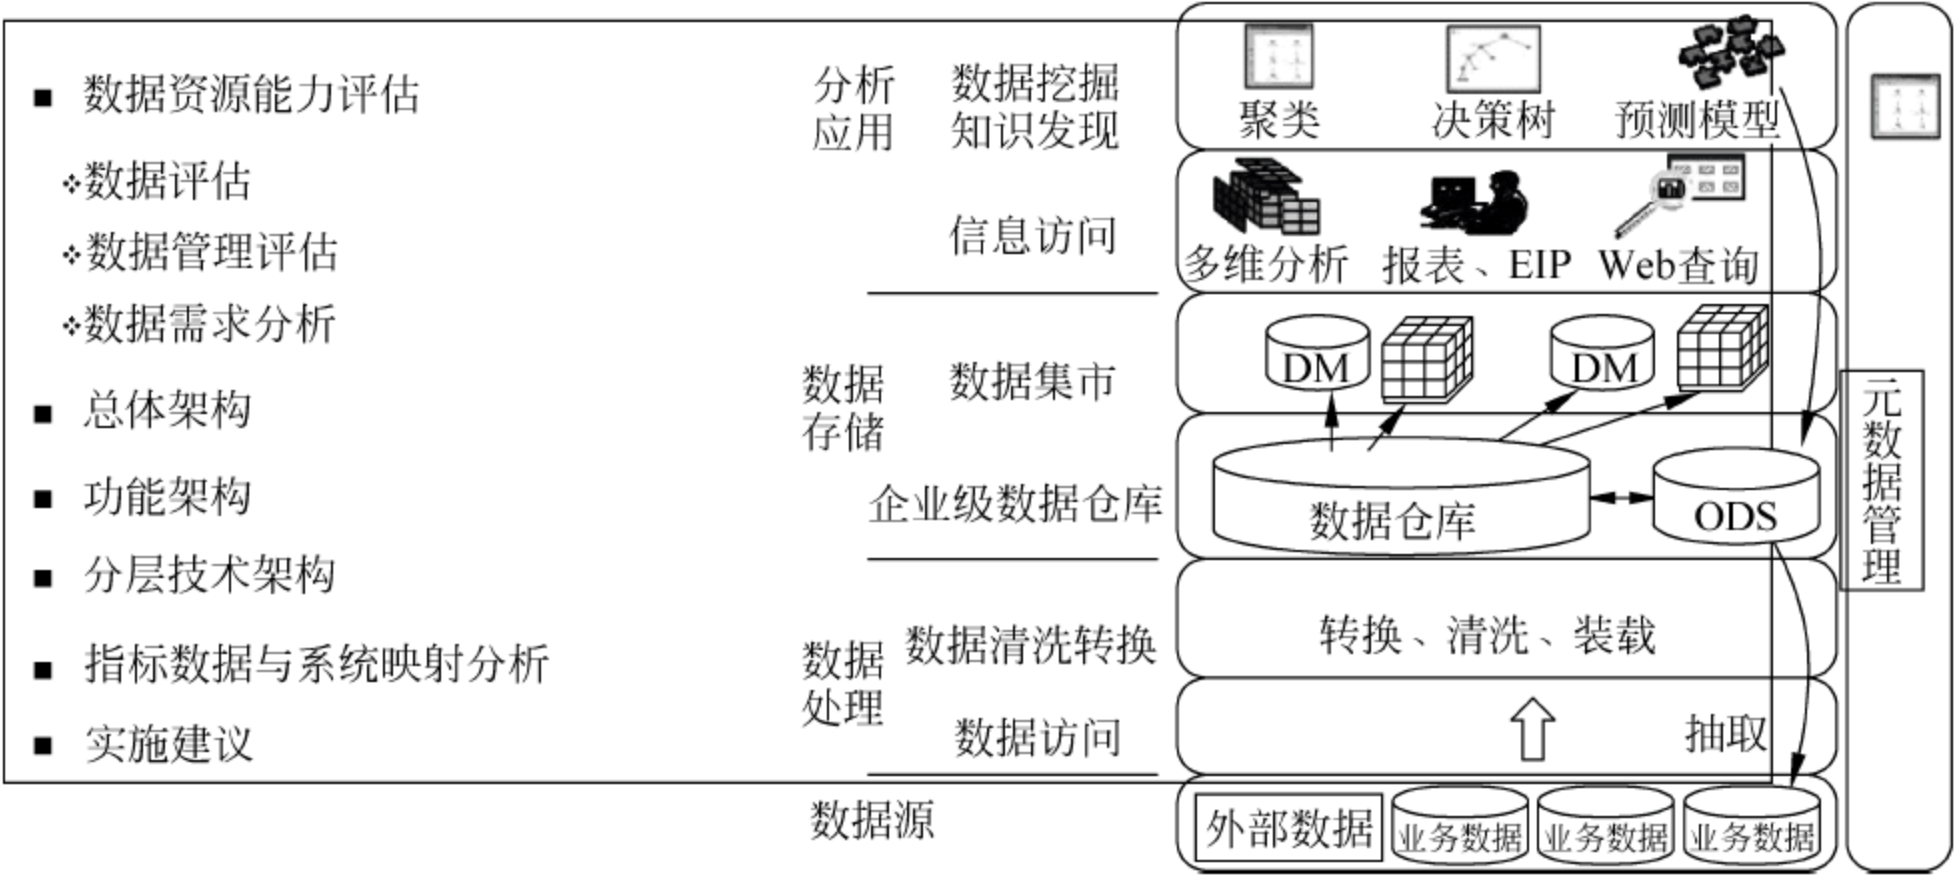 ■ 数据资源能力评估
❖数据评估
❖数据管理评估
❖数据需求分析
■ 总体架构
■ 功能架构
■ 分层技术架构
■ 指标数据与系统映射分析
■ 实施建议
分析
应用
数据挖掘
知识发现
聚类
决策树
预测模型
信息访问
多维分析
报表、EIP
Web查询
数据
存储
数据集市
DM
DM
企业级数据仓库
数据仓库
ODS
数据
处理
数据清洗转换
转换、清洗、装载
数据访问
抽取
数据源
外部数据
业务数据
业务数据
业务数据
元数据管理